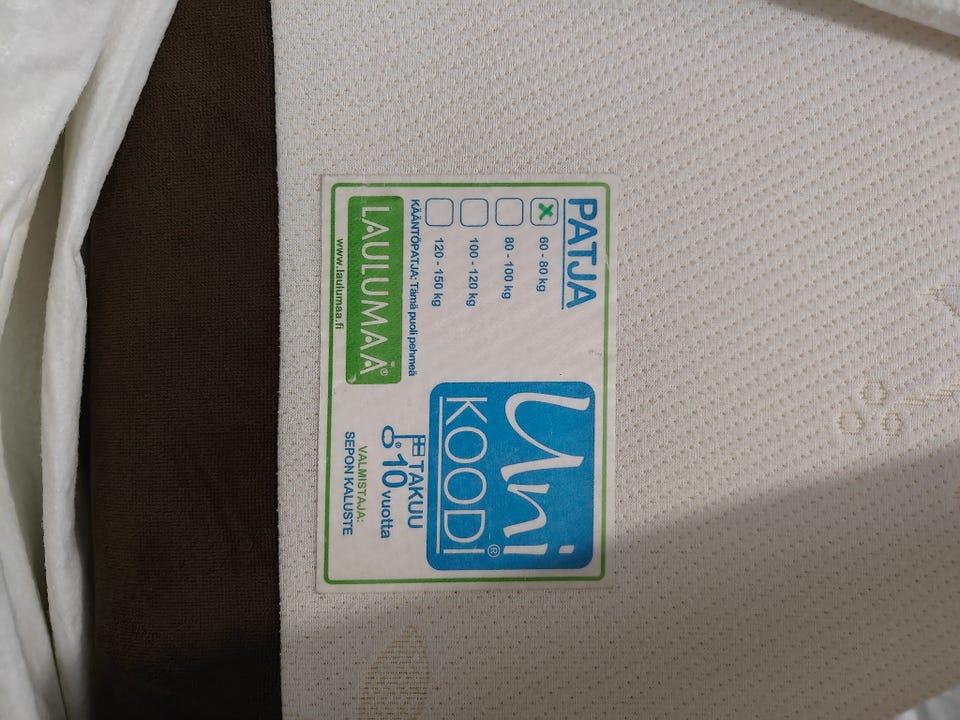 PATJA
60 - 80 kg
80 - 100 kg
100 - 120 kg
120 - 150 kg
KÄÄNTÖPATJA: Tämä puoli pehmeä
LAULUMAA®
www.laulumaa.fi
Uni
KOODI®
TAKUU
10 vuotta
VALMISTAJA:
SEPON KALUSTE